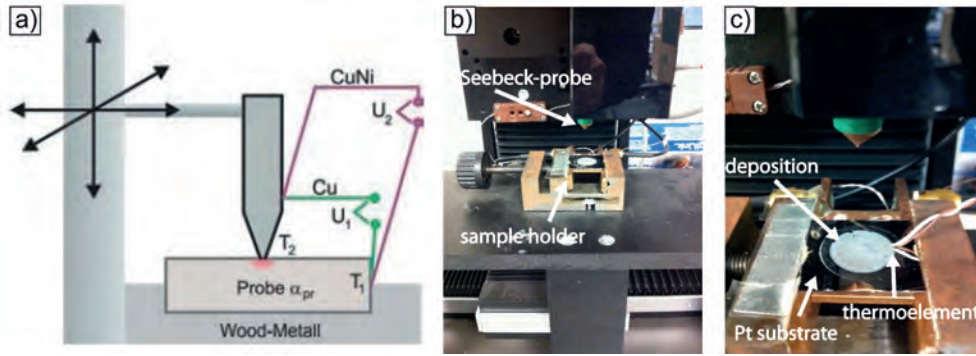 a)
CuNi
U2
Cu
U1
T2
T1
Probe αpr
Wood-Metall
b)
Seebeck-probe
sample holder
c)
deposition
thermoelement
Pt substrate